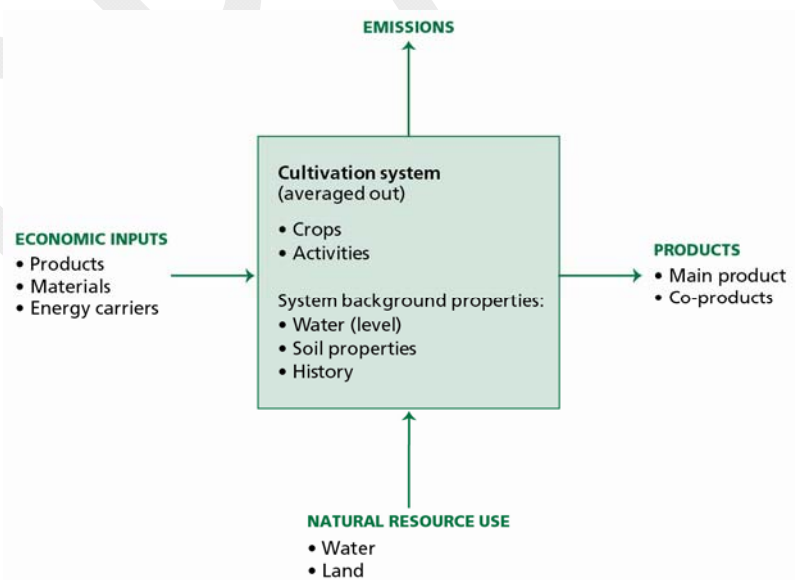 EMISSIONS
Cultivation system
(averaged out)
• Crops
• Activities
System background properties:
• Water (level)
• Soil properties
• History
ECONOMIC INPUTS
• Products
• Materials
• Energy carriers
PRODUCTS
• Main product
• Co-products
NATURAL RESOURCE USE
• Water
• Land